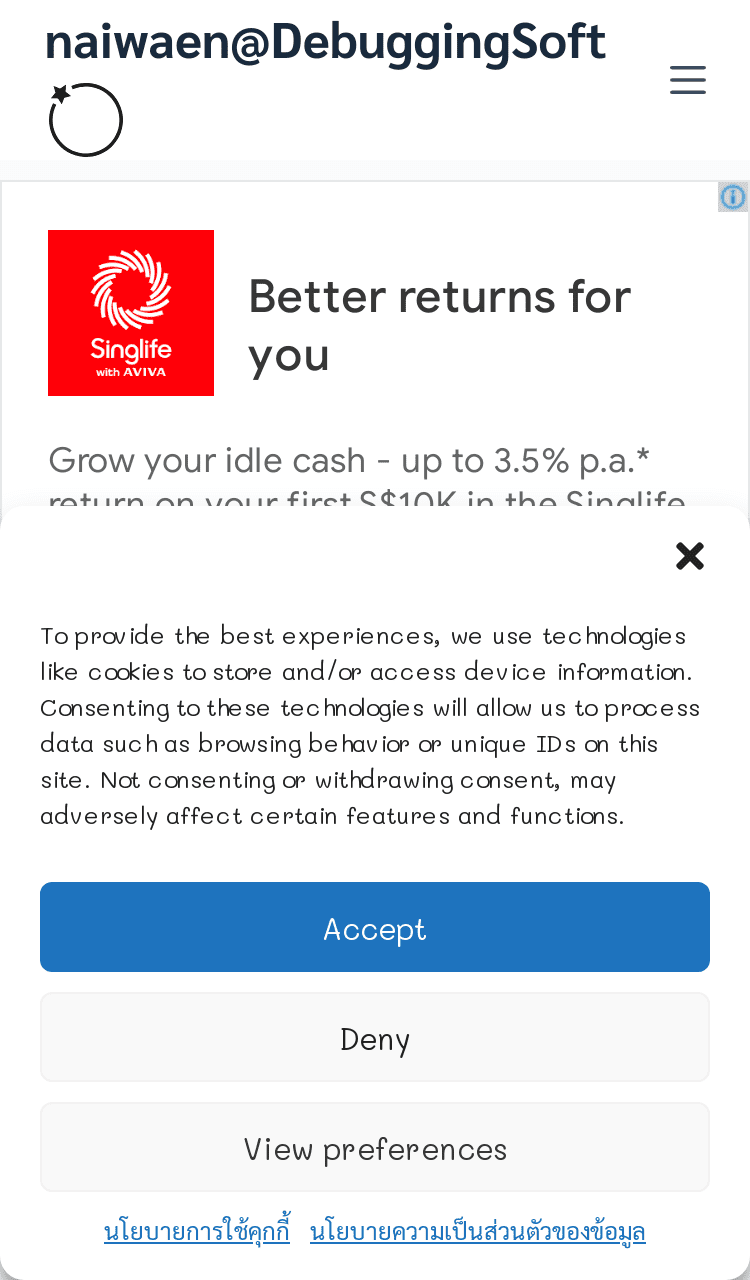 naiwaen@DebuggingSoft
Better returns for
you
Singlife
with AVIVA
Grow your idle cash - up to 3.5% p.a.*
return on your first S$10K in the Singlife
To provide the best experiences, we use technologies
like cookies to store and/or access device information.
Consenting to these technologies will allow us to process
data such as browsing behavior or unique IDs on this
site. Not consenting or withdrawing consent, may
adversely affect certain features and functions.
Accept
Deny
View preferences
นโยบายการใช้คุกกี้ นโยบายความเป็นส่วนตัวของข้อมูล